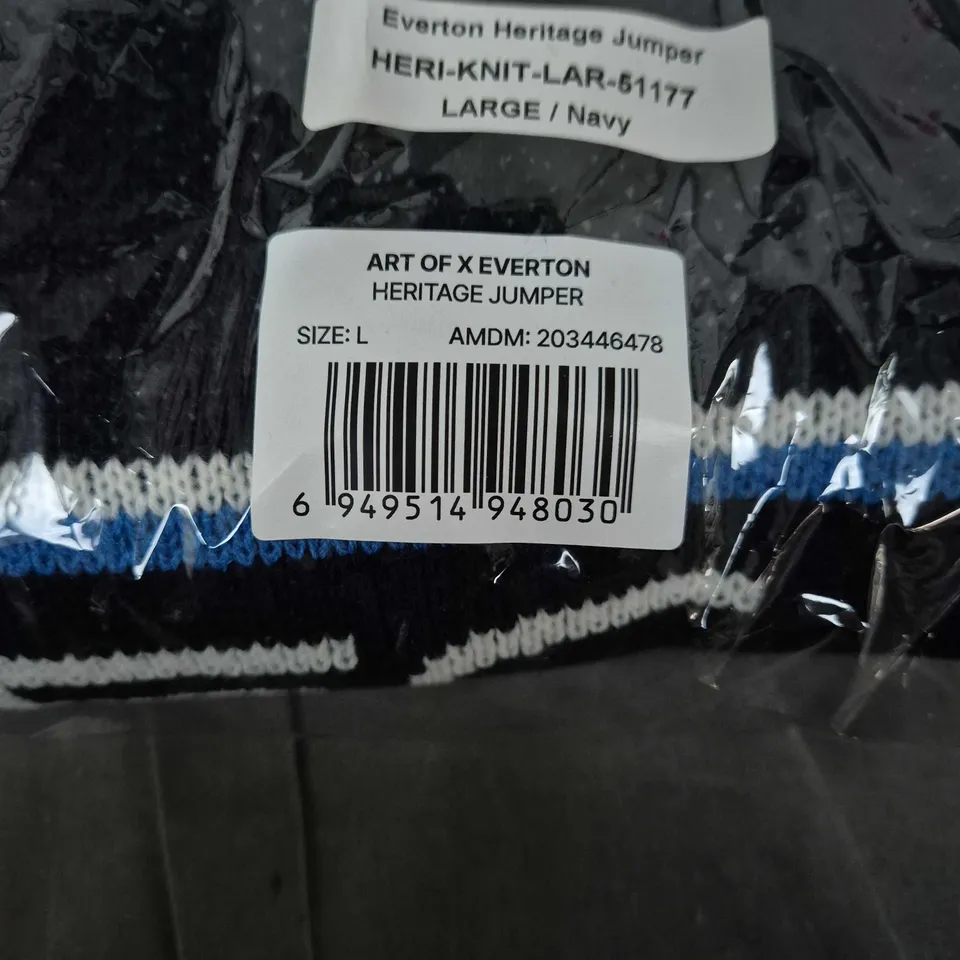 Everton Heritage Jumper
HERI-KNIT-LAR-51177
LARGE / Navy
ART OF X EVERTON
HERITAGE JUMPER
SIZE: L AMDM: 203446478
6 949514 948030